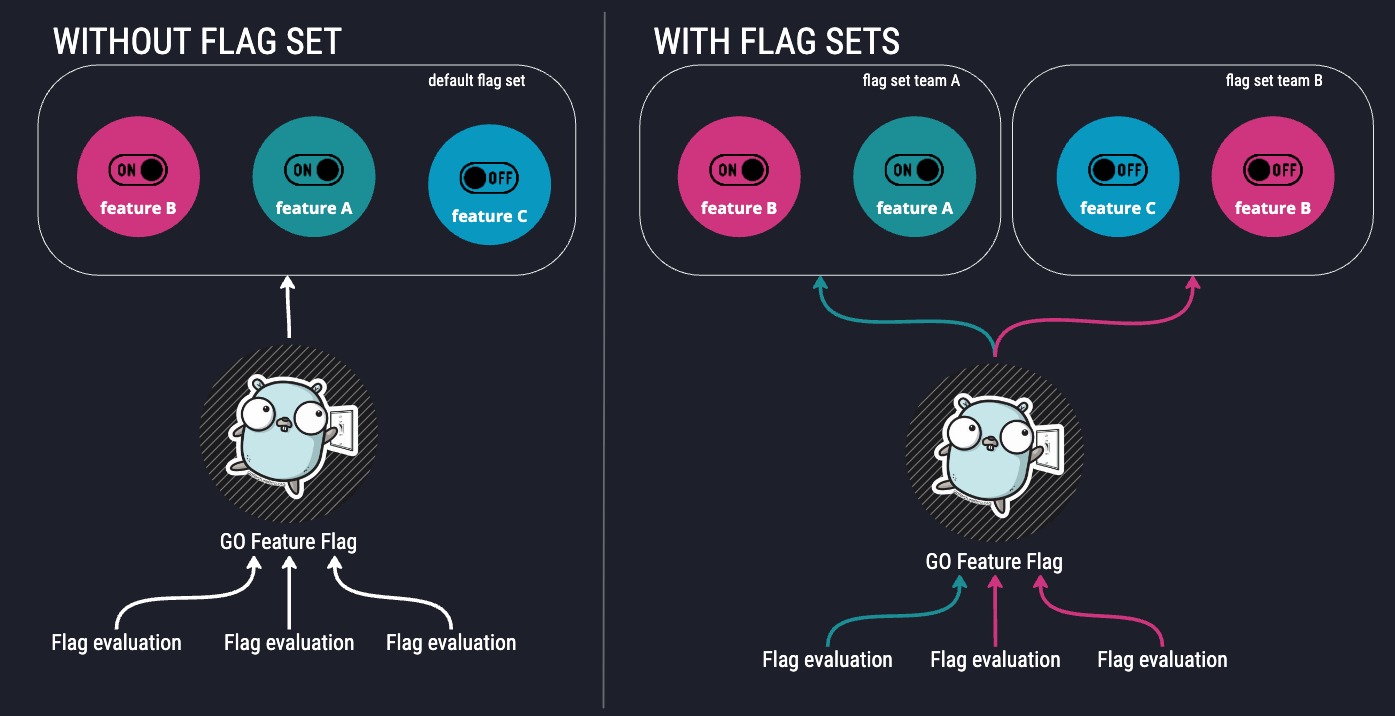 WITHOUT FLAG SET
default flag set
ON
feature B
ON
feature A
OFF
feature C
GO Feature Flag
Flag evaluation
Flag evaluation
Flag evaluation
WITH FLAG SETS
flag set team A
ON
feature B
ON
feature A
flag set team B
OFF
feature C
OFF
feature B
GO Feature Flag
Flag evaluation
Flag evaluation
Flag evaluation